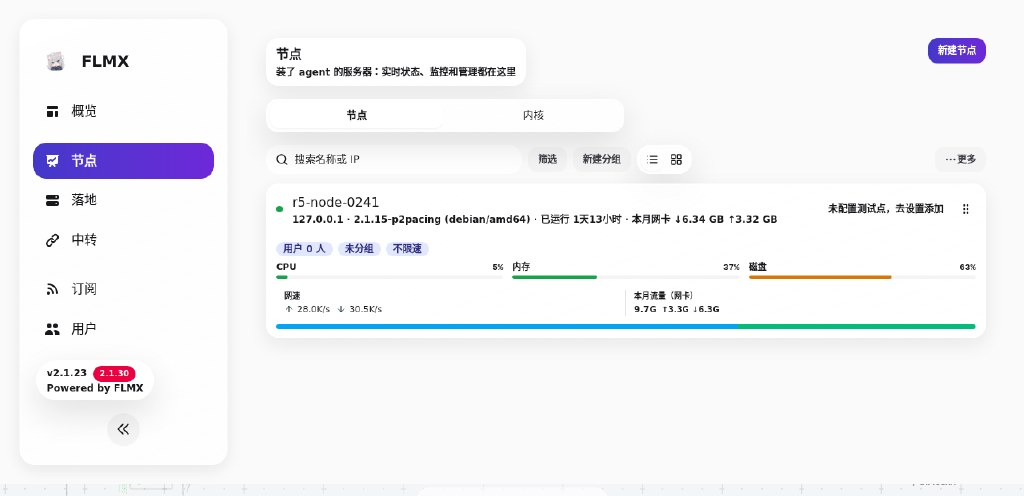 FLMX
概览
节点
落地
中转
订阅
用户
v2.1.23 2.1.30
Powered by FLMX
节点
装了 agent 的服务器：实时状态、监控和管理都在这里
新建节点
节点 内核
搜索名称或 IP 筛选 新建分组 ···更多
r5-node-0241
127.0.0.1 · 2.1.15-p2pacing (debian/amd64) · 已运行 1天13小时 · 本月网卡 ↓6.34 GB ↑3.32 GB
未配置测试点，去设置添加
用户 0 人 未分组 不限速
CPU 5% 内存 37% 磁盘 63%
网速
↑ 28.0K/s ↓ 30.5K/s
本月流量（网卡）
9.7G ↑3.3G ↓6.3G